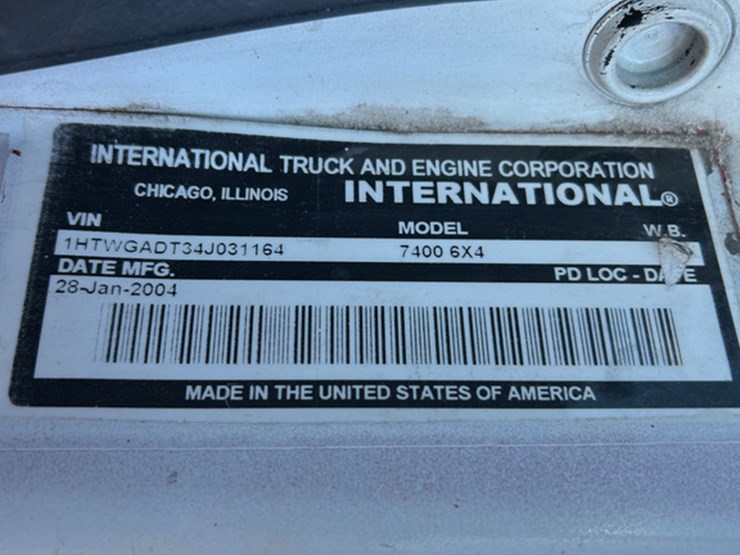 INTERNATIONAL TRUCK AND ENGINE CORPORATION
CHICAGO, ILLINOIS INTERNATIONAL®
VIN MODEL W.B.
1HTWGADT34J031164 7400 6X4
DATE MFG. PD LOC - DATE
28-Jan-2004
MADE IN THE UNITED STATES OF AMERICA